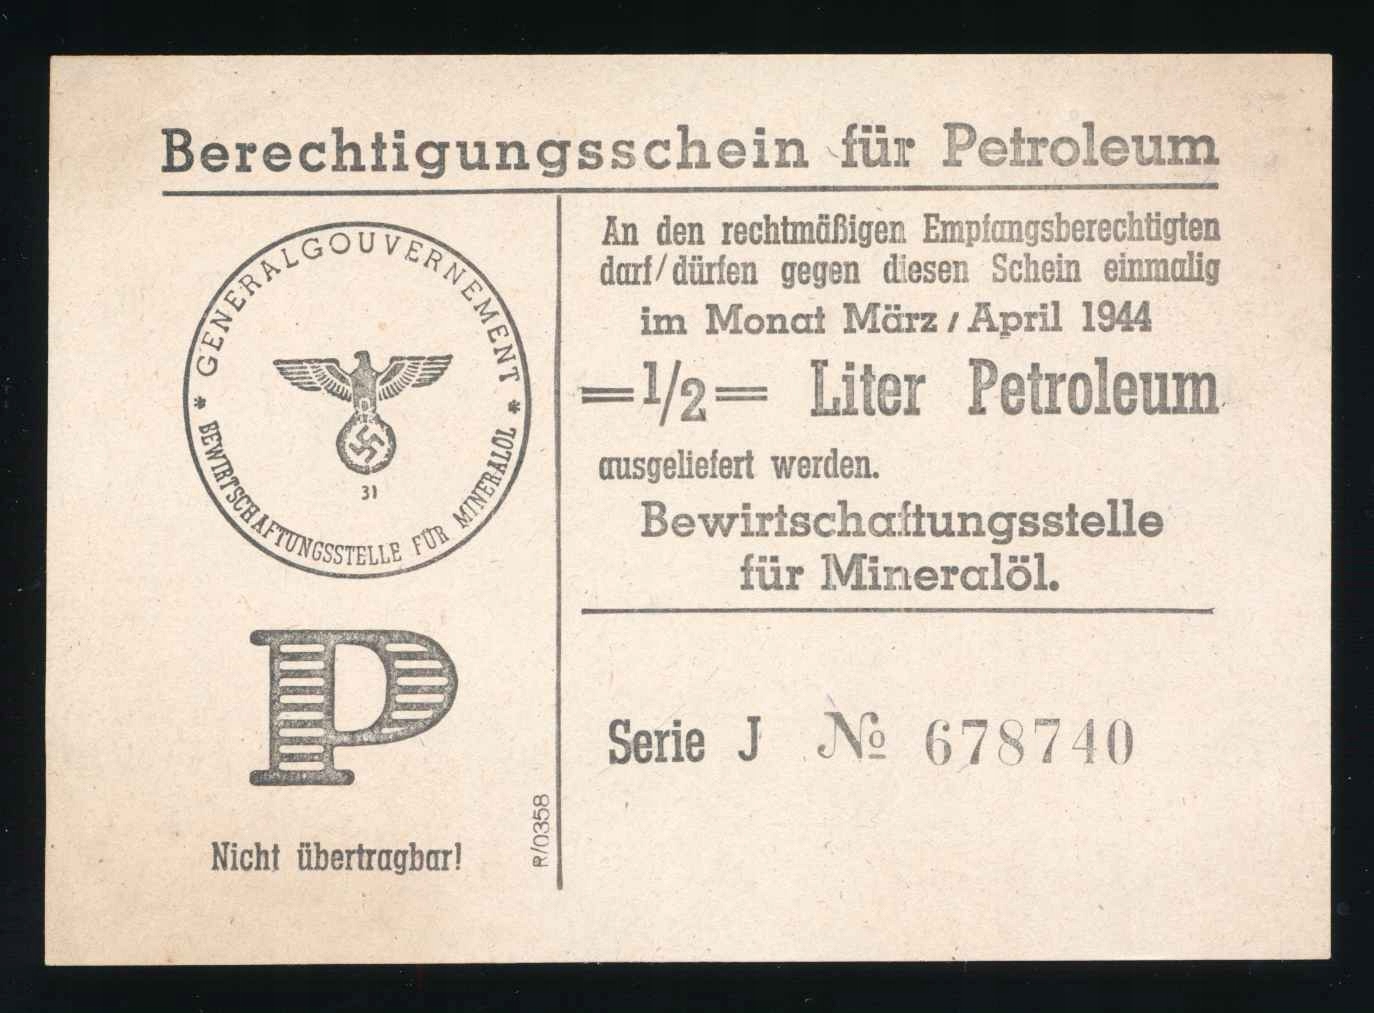 Berechtigungsschein für Petroleum
GENERALGOUVERNEMENT
* BEWIRTSCHAFTUNGSSTELLE FÜR MINERALÖL *
31
P
Nicht übertragbar!
R/0358
An den rechtmäßigen Empfangsberechtigten
darf/dürfen gegen diesen Schein einmalig
im Monat März / April 1944
=1/2= Liter Petroleum
ausgeliefert werden.
Bewirtschaftungsstelle
für Mineralöl.
Serie J № 678740